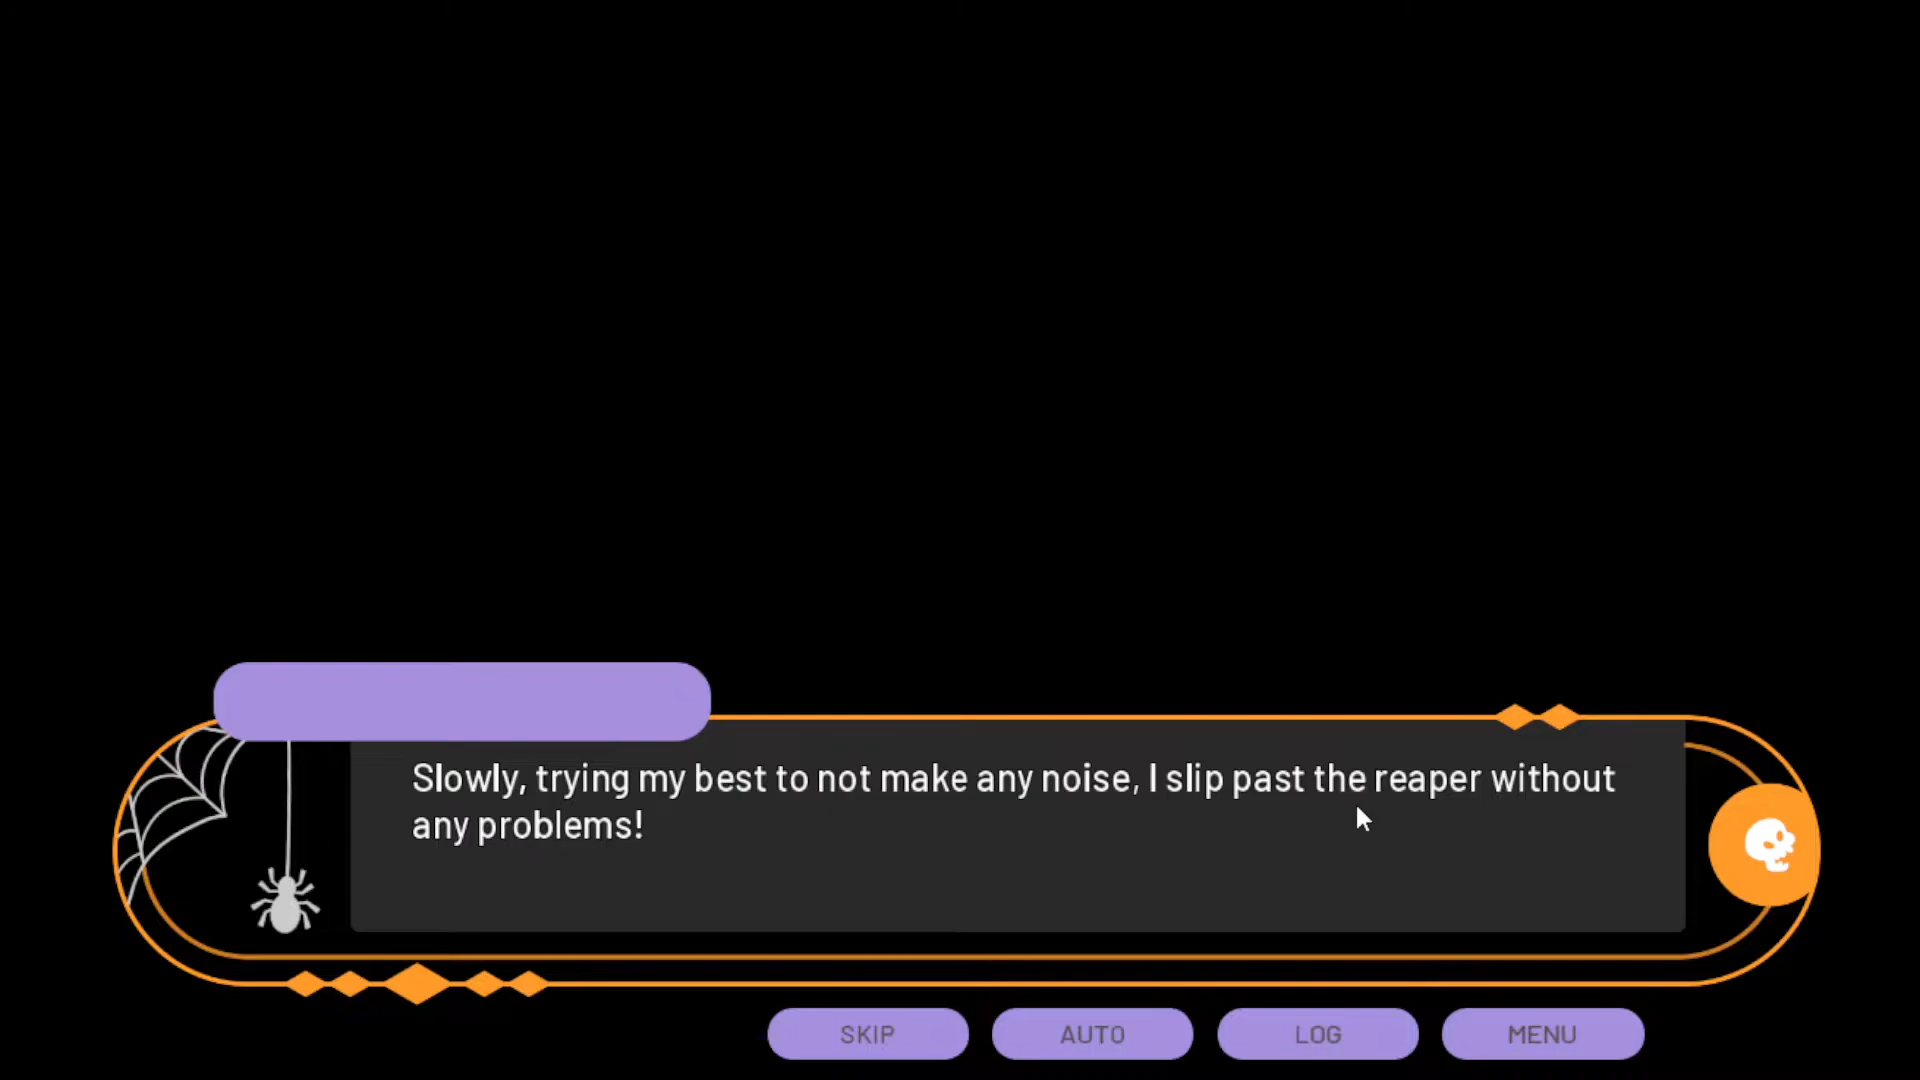 Slowly, trying my best to not make any noise, I slip past the reaper without
any problems!
SKIP
AUTO
LOG
MENU